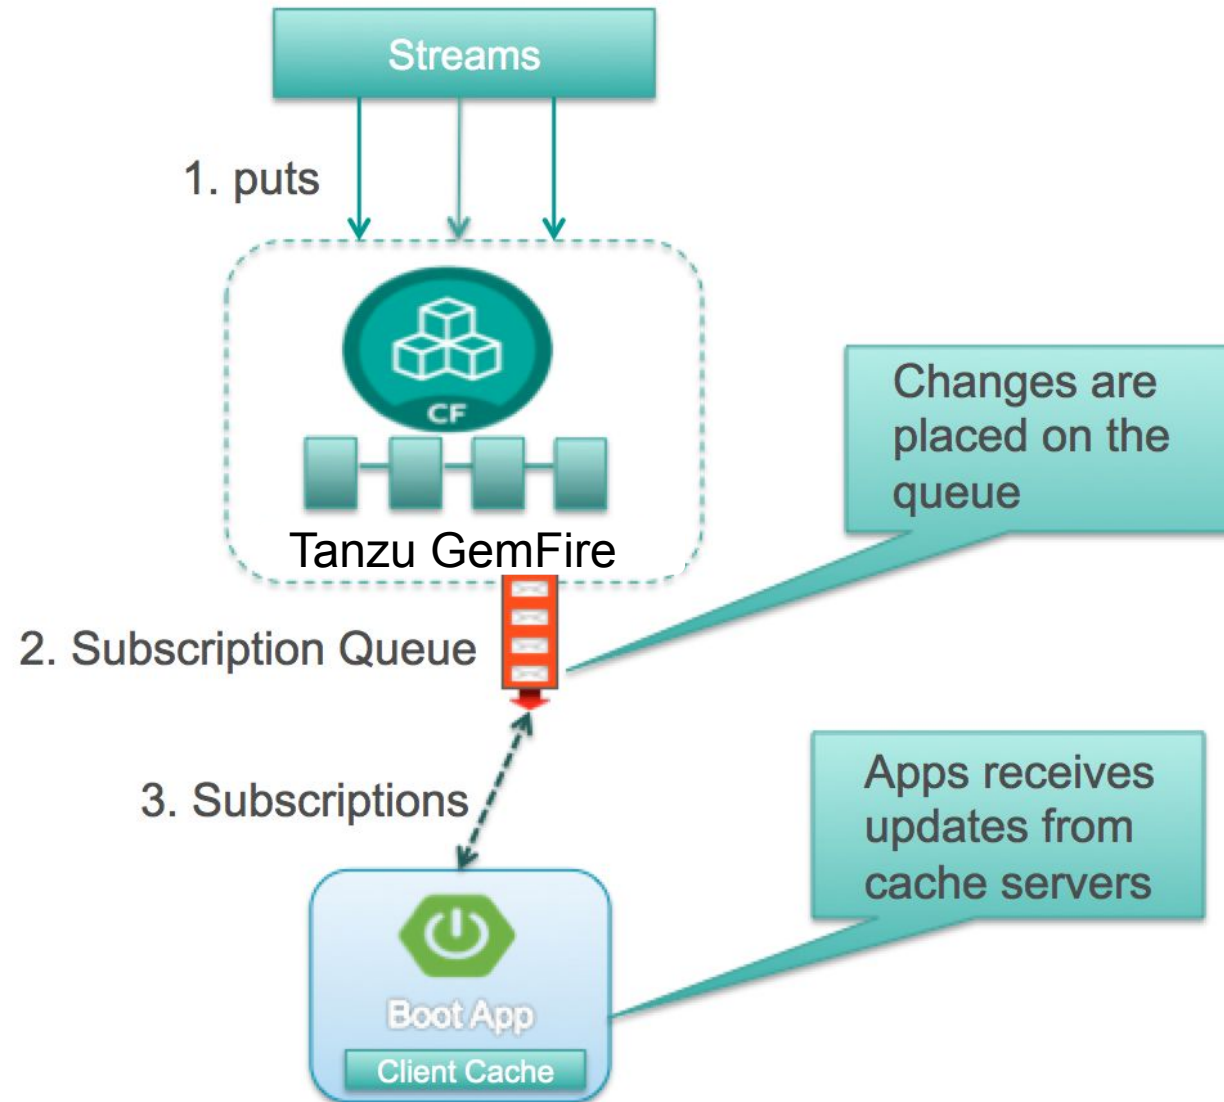 Streams
1. puts
CF
Tanzu GemFire
Changes are
placed on the
queue
2. Subscription Queue
3. Subscriptions
Apps receives
updates from
cache servers
Boot App
Client Cache